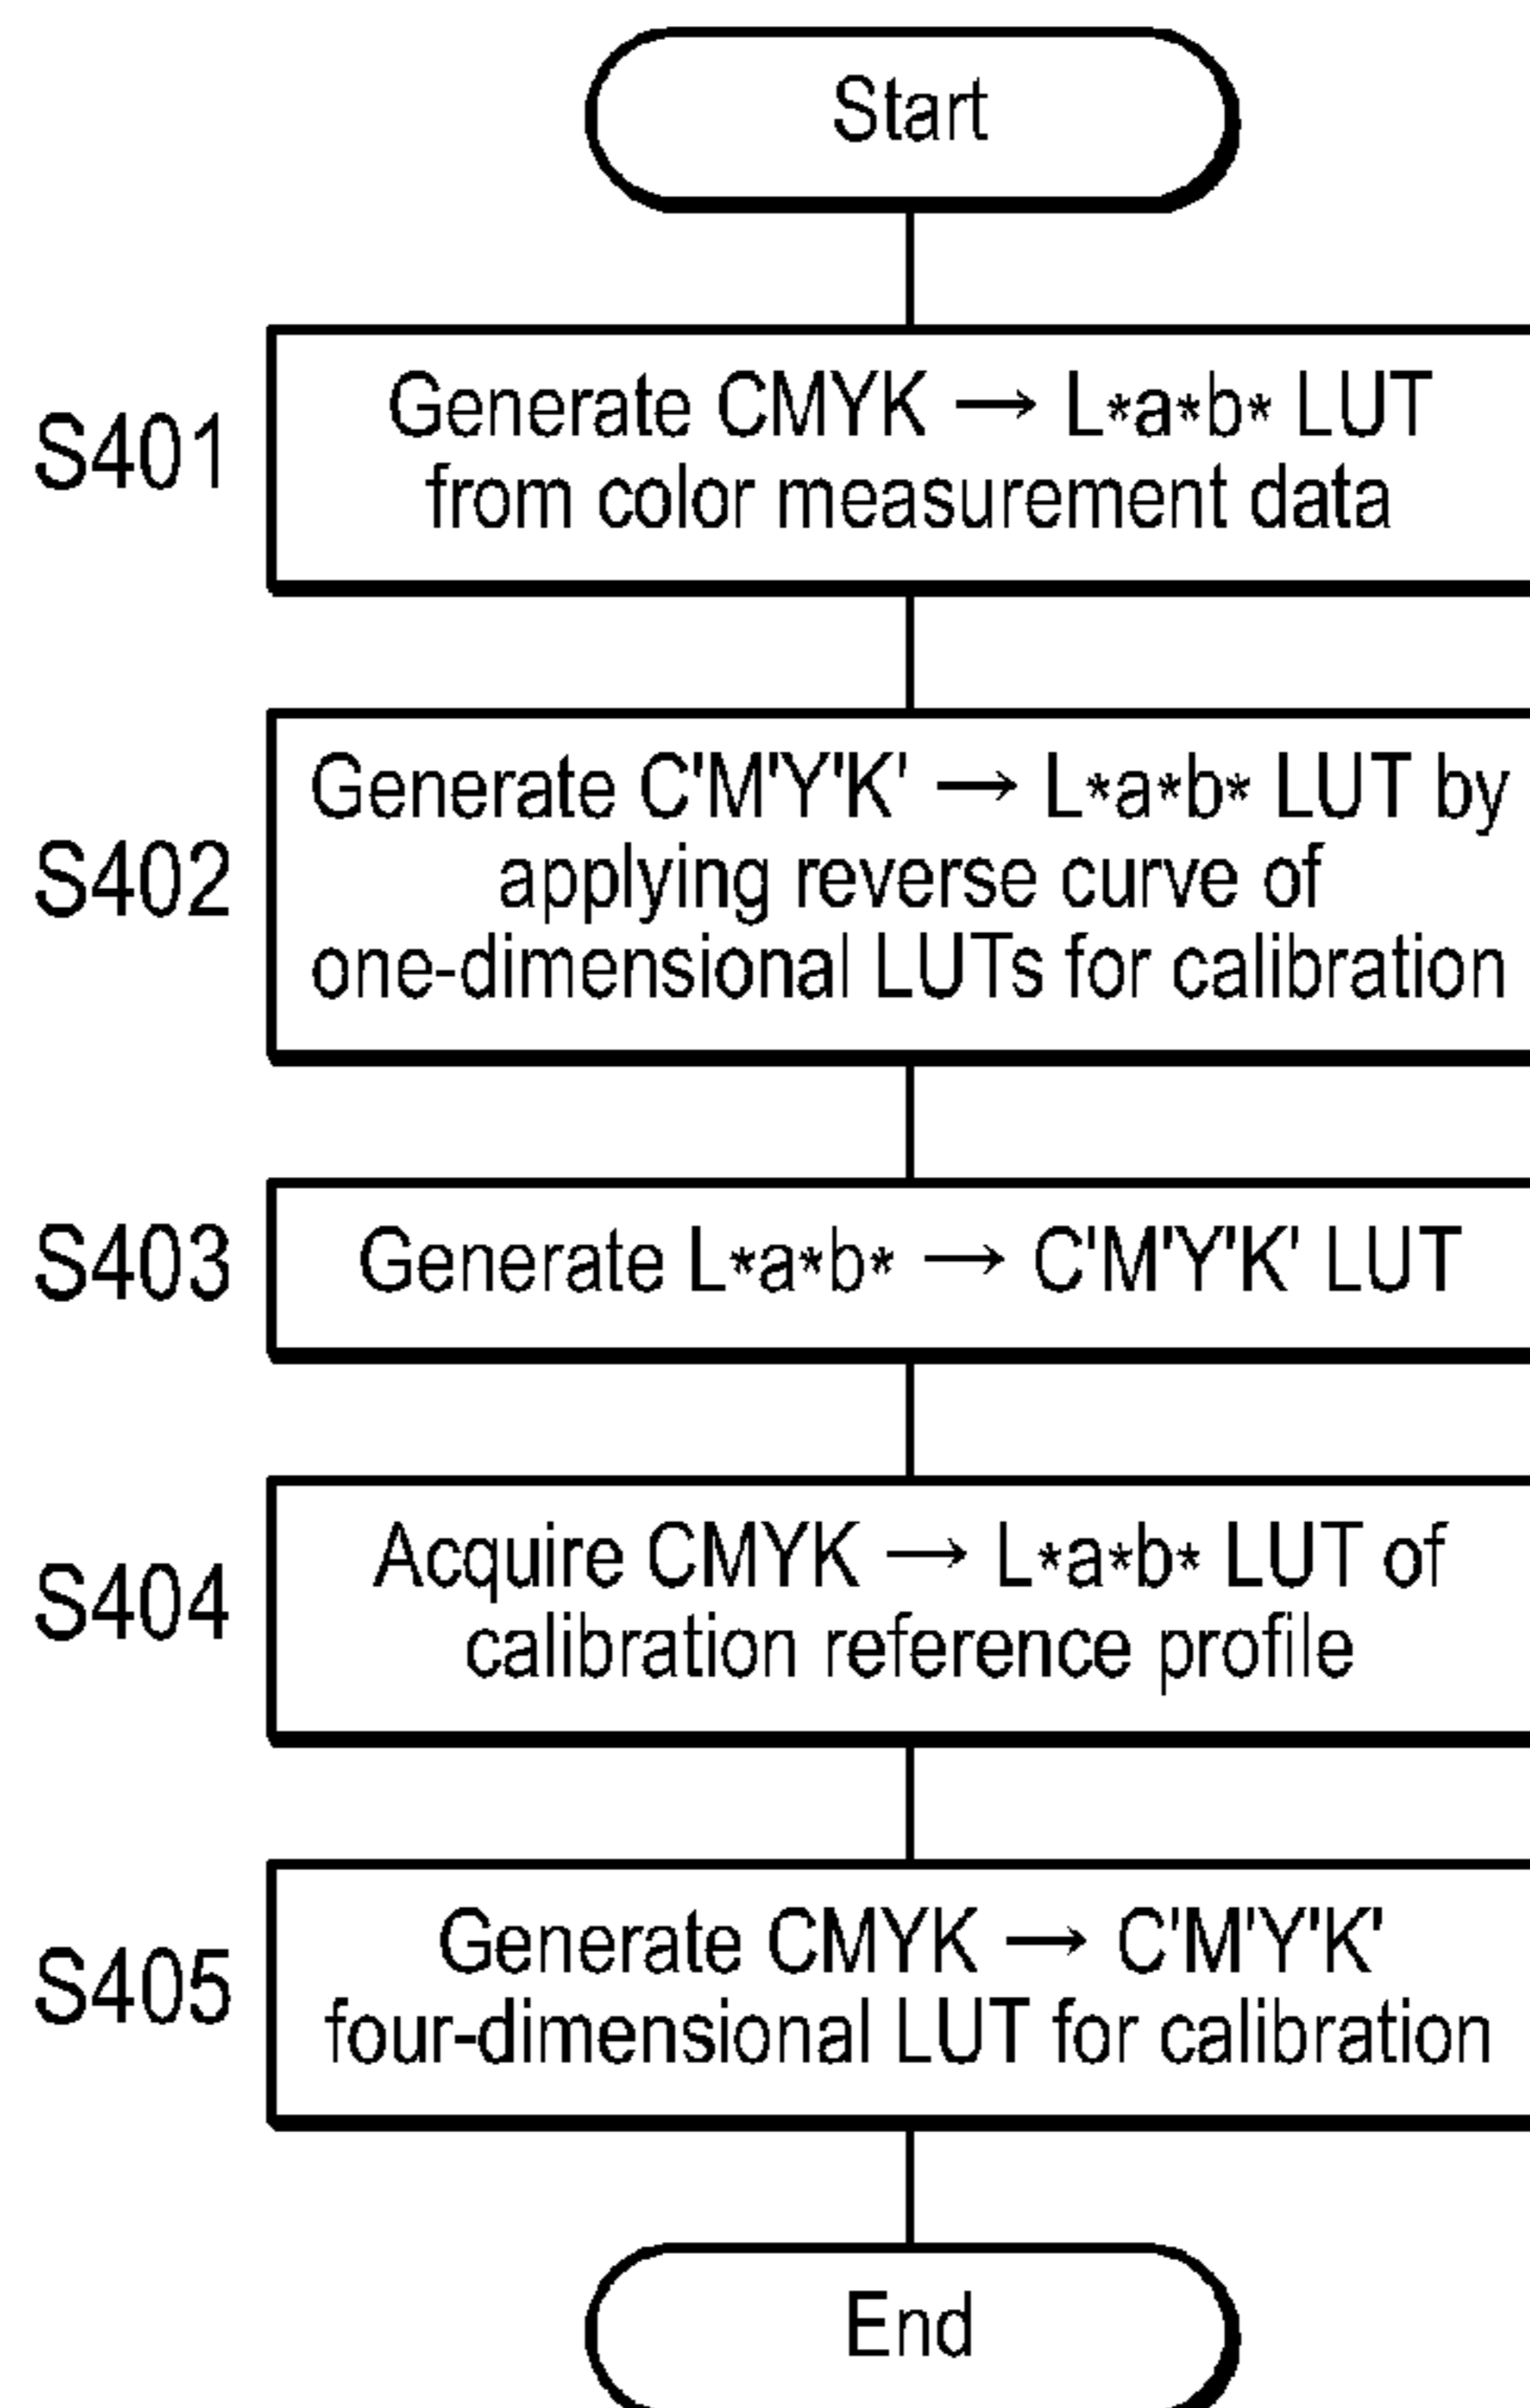 Start
S401
Generate CMYK → L*a*b* LUT
from color measurement data
S402
Generate C'M'Y'K' → L*a*b* LUT by
applying reverse curve of
one-dimensional LUTs for calibration
S403
Generate L*a*b* → C'M'Y'K' LUT
S404
Acquire CMYK → L*a*b* LUT of
calibration reference profile
S405
Generate CMYK → C'M'Y'K'
four-dimensional LUT for calibration
End